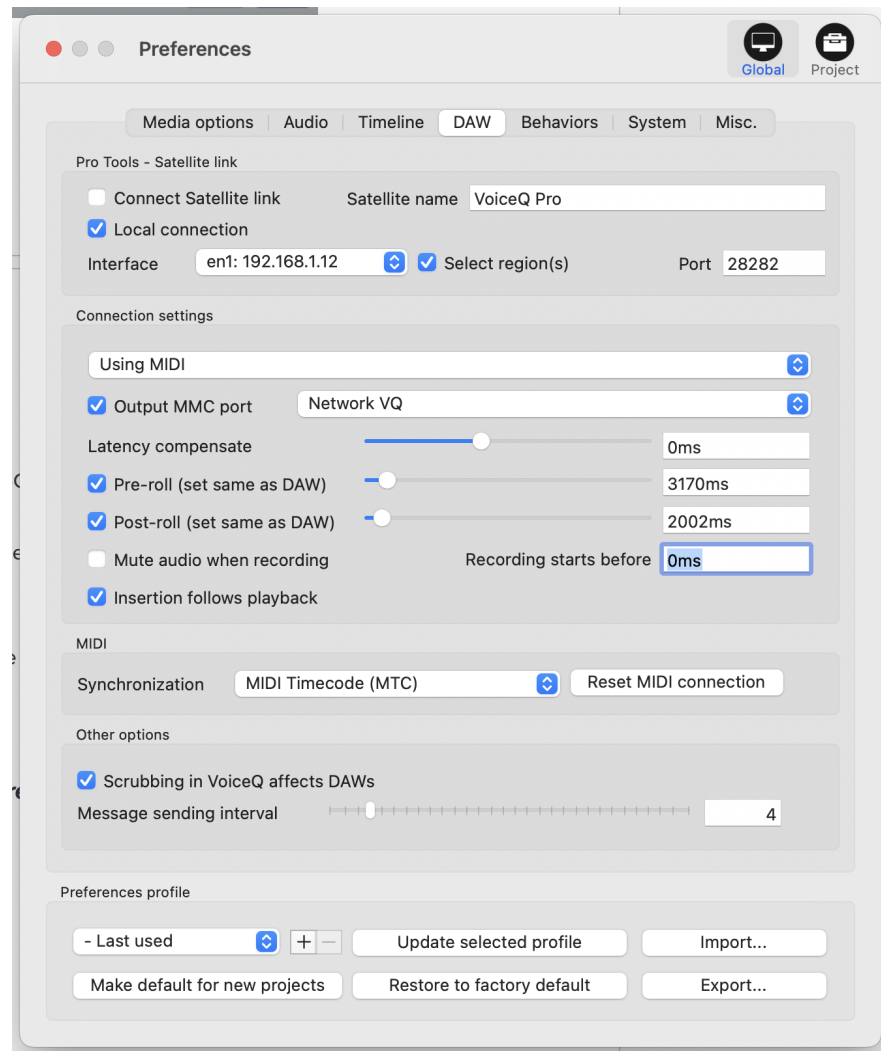 Preferences
Global
Project
Media options
Audio
Timeline
DAW
Behaviors
System
Misc.
Pro Tools - Satellite link
Connect Satellite link
Satellite name
VoiceQ Pro
Local connection
Interface
en1: 192.168.1.12
Select region(s)
Port
28282
Connection settings
Using MIDI
Output MMC port
Network VQ
Latency compensate
0ms
Pre-roll (set same as DAW)
3170ms
Post-roll (set same as DAW)
2002ms
Mute audio when recording
Recording starts before
0ms
Insertion follows playback
MIDI
Synchronization
MIDI Timecode (MTC)
Reset MIDI connection
Other options
Scrubbing in VoiceQ affects DAWs
Message sending interval
4
Preferences profile
- Last used
Update selected profile
Import...
Make default for new projects
Restore to factory default
Export...